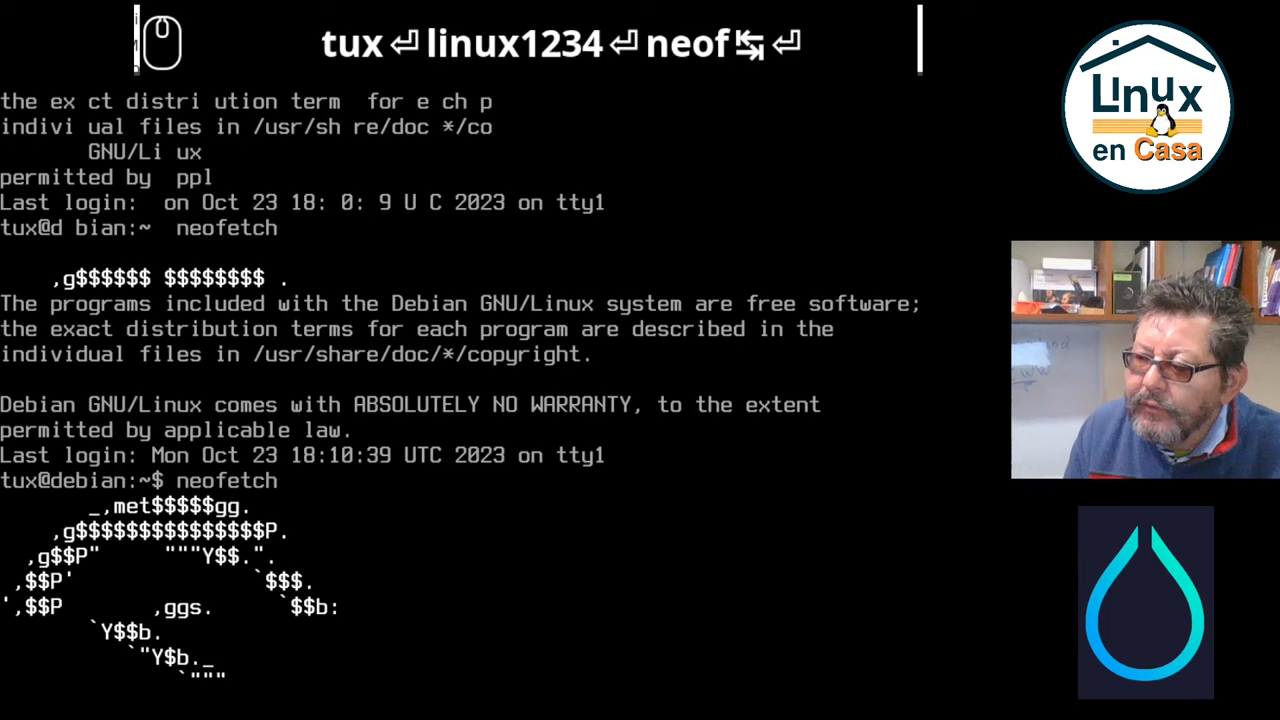 tux⏎linux1234⏎neof↹⏎
Linux
en Casa
the ex ct distri ution term  for e ch p
indivi ual files in /usr/sh re/doc */co
       GNU/Li ux
permitted by  ppl
Last login:  on Oct 23 18: 0: 9 U C 2023 on tty1
tux@d bian:~  neofetch
    ,g$$$$$$ $$$$$$$$ .
The programs included with the Debian GNU/Linux system are free software;
the exact distribution terms for each program are described in the
individual files in /usr/share/doc/*/copyright.
Debian GNU/Linux comes with ABSOLUTELY NO WARRANTY, to the extent
permitted by applicable law.
Last login: Mon Oct 23 18:10:39 UTC 2023 on tty1
tux@debian:~$ neofetch
       _,met$$$$$gg.
    ,g$$$$$$$$$$$$$$$P.
  ,g$$P"     """Y$$.".
 ,$$P'              `$$$.
',$$P       ,ggs.     `$$b:
       `Y$$b.
          `"Y$b._
              `"""